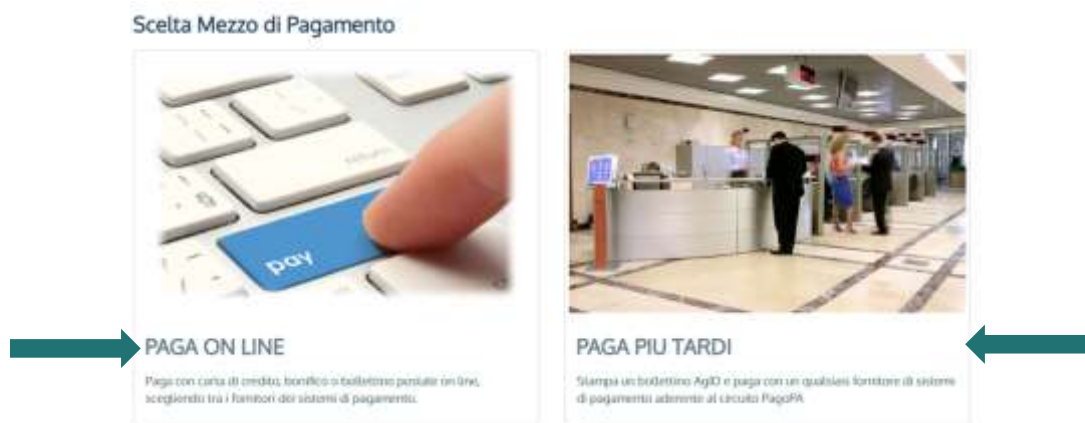 Scelta Mezzo di Pagamento
return
pay
PAGA ON LINE
PAGA PIU TARDI
Paga con carta di credito, bonifico o bollettino postale on line,
scegliendo tra i fornitori dei sistemi di pagamento.
Stampa un bollettino AgID e paga con un qualsiasi fornitore di sistemi
di pagamento aderente al circuito PagoPA